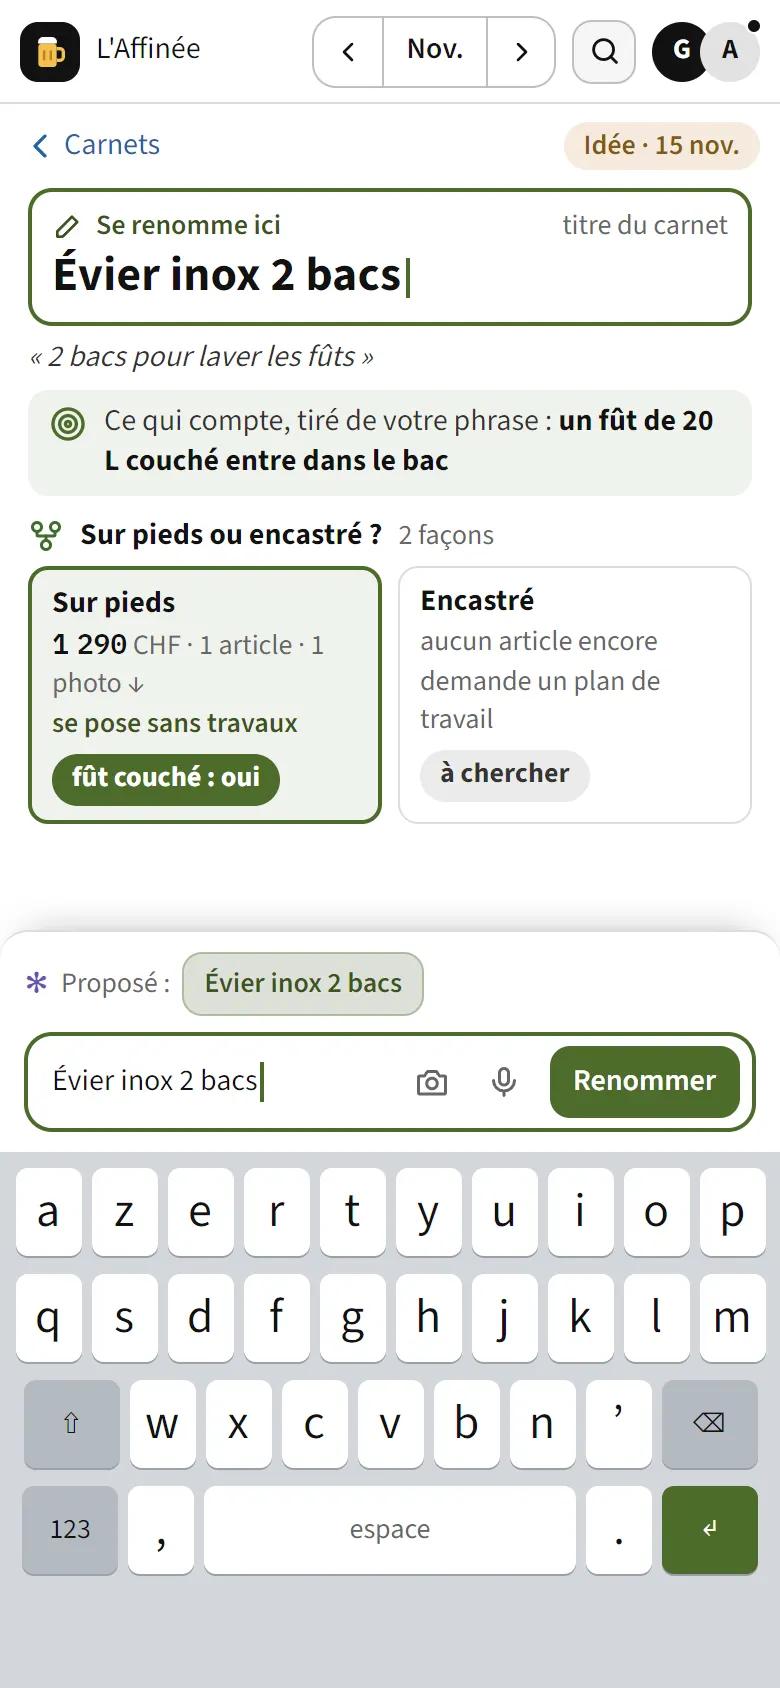 L'Affinée
Nov.
G
A
Carnets
Idée · 15 nov.
Se renomme ici
titre du carnet
Évier inox 2 bacs
« 2 bacs pour laver les fûts »
Ce qui compte, tiré de votre phrase : un fût de 20
L couché entre dans le bac
Sur pieds ou encastré ? 2 façons
Sur pieds
1 290 CHF · 1 article · 1
photo ↓
se pose sans travaux
fût couché : oui
Encastré
aucun article encore
demande un plan de
travail
à chercher
Proposé :
Évier inox 2 bacs
Évier inox 2 bacs
Renommer
a z e r t y u i o p
q s d f g h j k l m
⇧ w x c v b n ’ ⌫
123 , espace . ↵